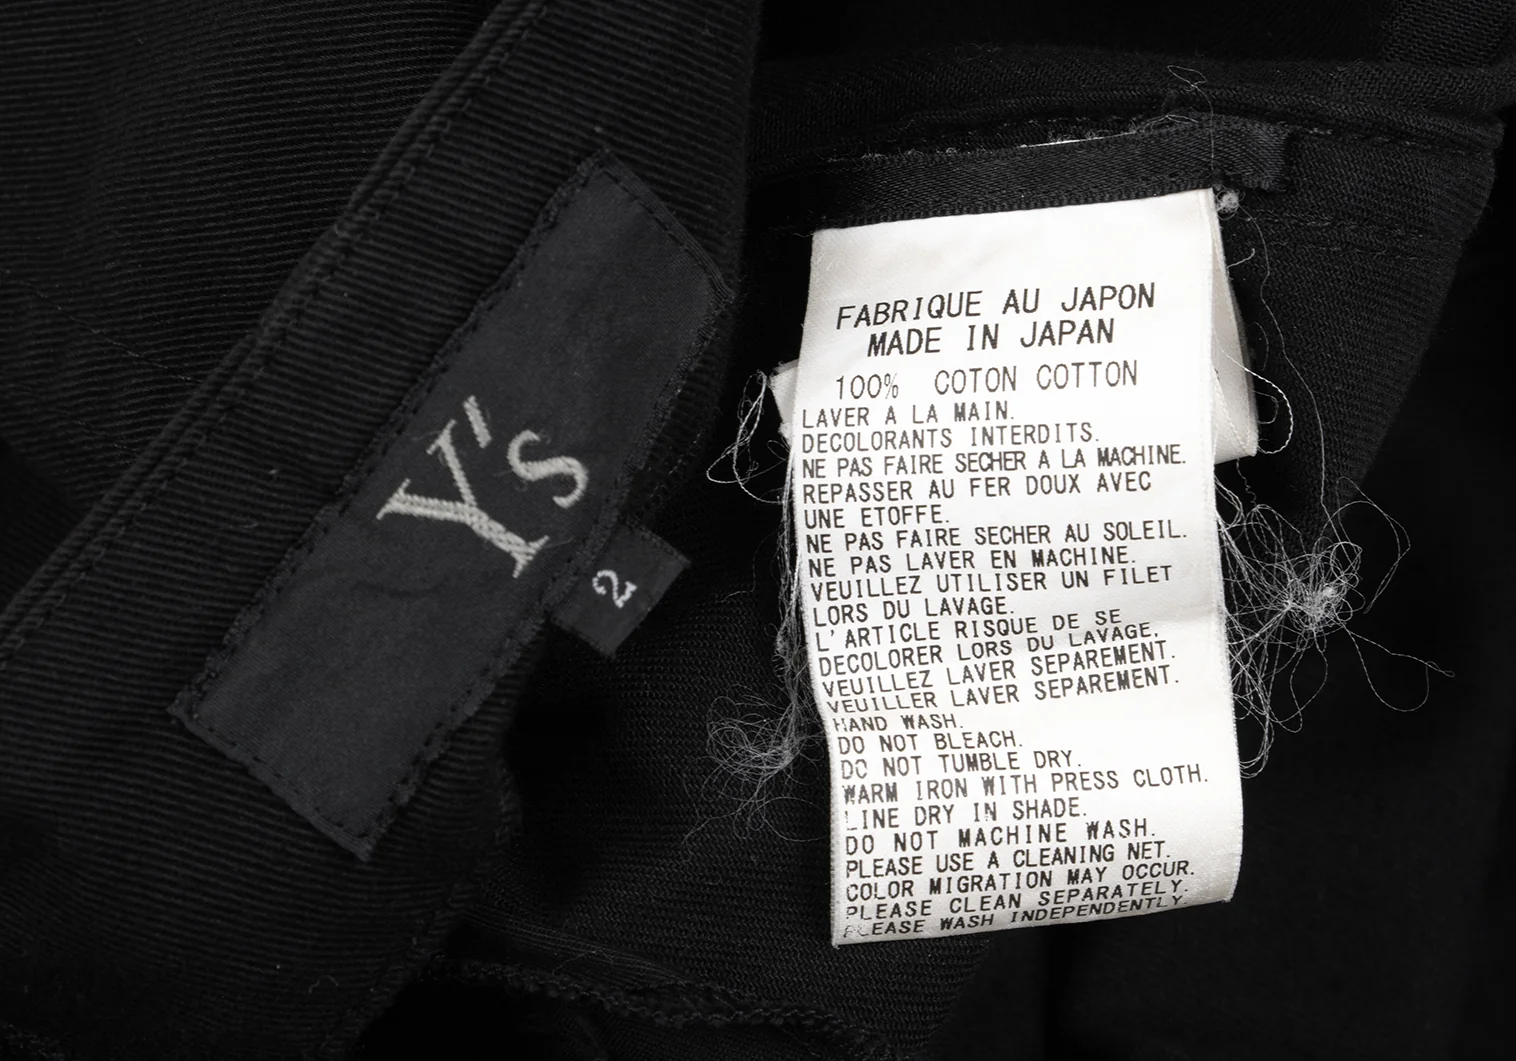 Y's
2
FABRIQUE AU JAPON
MADE IN JAPAN
100% COTON COTTON
LAVER A LA MAIN.
DECOLORANTS INTERDITS.
NE PAS FAIRE SECHER A LA MACHINE.
REPASSER AU FER DOUX AVEC
UNE ETOFFE.
NE PAS FAIRE SECHER AU SOLEIL.
NE PAS LAVER EN MACHINE.
VEUILLEZ UTILISER UN FILET
LORS DU LAVAGE.
L'ARTICLE RISQUE DE SE
DECOLORER LORS DU LAVAGE,
VEUILLEZ LAVER SEPAREMENT.
VEUILLER LAVER SEPAREMENT.
HAND WASH.
DO NOT BLEACH.
DO NOT TUMBLE DRY.
WARM IRON WITH PRESS CLOTH.
LINE DRY IN SHADE.
DO NOT MACHINE WASH.
PLEASE USE A CLEANING NET.
COLOR MIGRATION MAY OCCUR.
PLEASE CLEAN SEPARATELY.
PLEASE WASH INDEPENDENTLY.